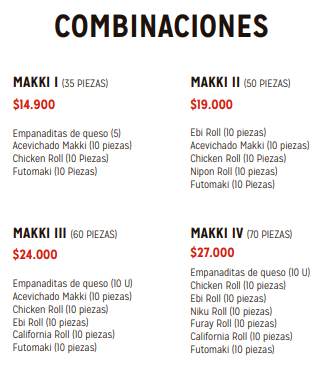 COMBINACIONES
MAKKI I (35 PIEZAS)
$14.900
Empanaditas de queso (5)
Acevichado Makki (10 piezas)
Chicken Roll (10 Piezas)
Futomaki (10 Piezas)
MAKKI II (50 PIEZAS)
$19.000
Ebi Roll (10 piezas)
Acevichado Makki (10 piezas)
Chicken Roll (10 piezas)
Nipon Roll (10 piezas)
Futomaki (10 Piezas)
MAKKI III (60 PIEZAS)
$24.000
Empanaditas de queso (10 U)
Acevichado Makki (10 piezas)
Chicken Roll (10 piezas)
Ebi Roll (10 piezas)
California Roll (10 piezas)
Futomaki (10 piezas)
MAKKI IV (70 PIEZAS)
$27.000
Empanaditas de queso (10 U)
Chicken Roll (10 piezas)
Ebi Roll (10 piezas)
Niku Roll (10 piezas)
Furay Roll (10 piezas)
California Roll (10 piezas)
Futomaki (10 piezas)